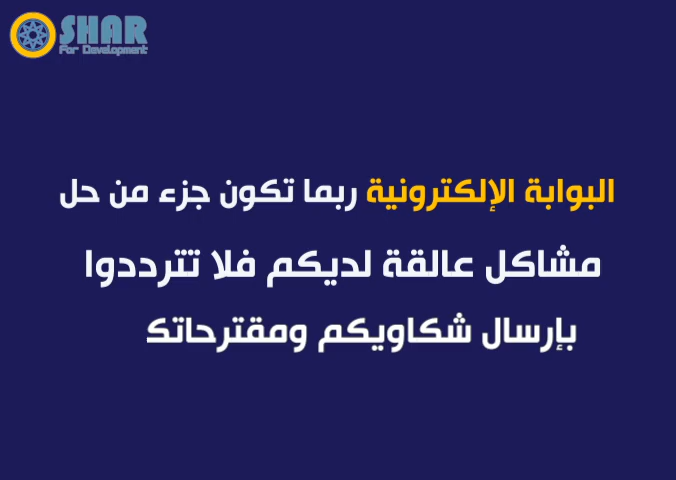 SHAR
For Development
البوابة الإلكترونية ربما تكون جزء من حل
مشاكل عالقة لديكم فلا تترددوا
بإرسال شكاويكم ومقترحاتك